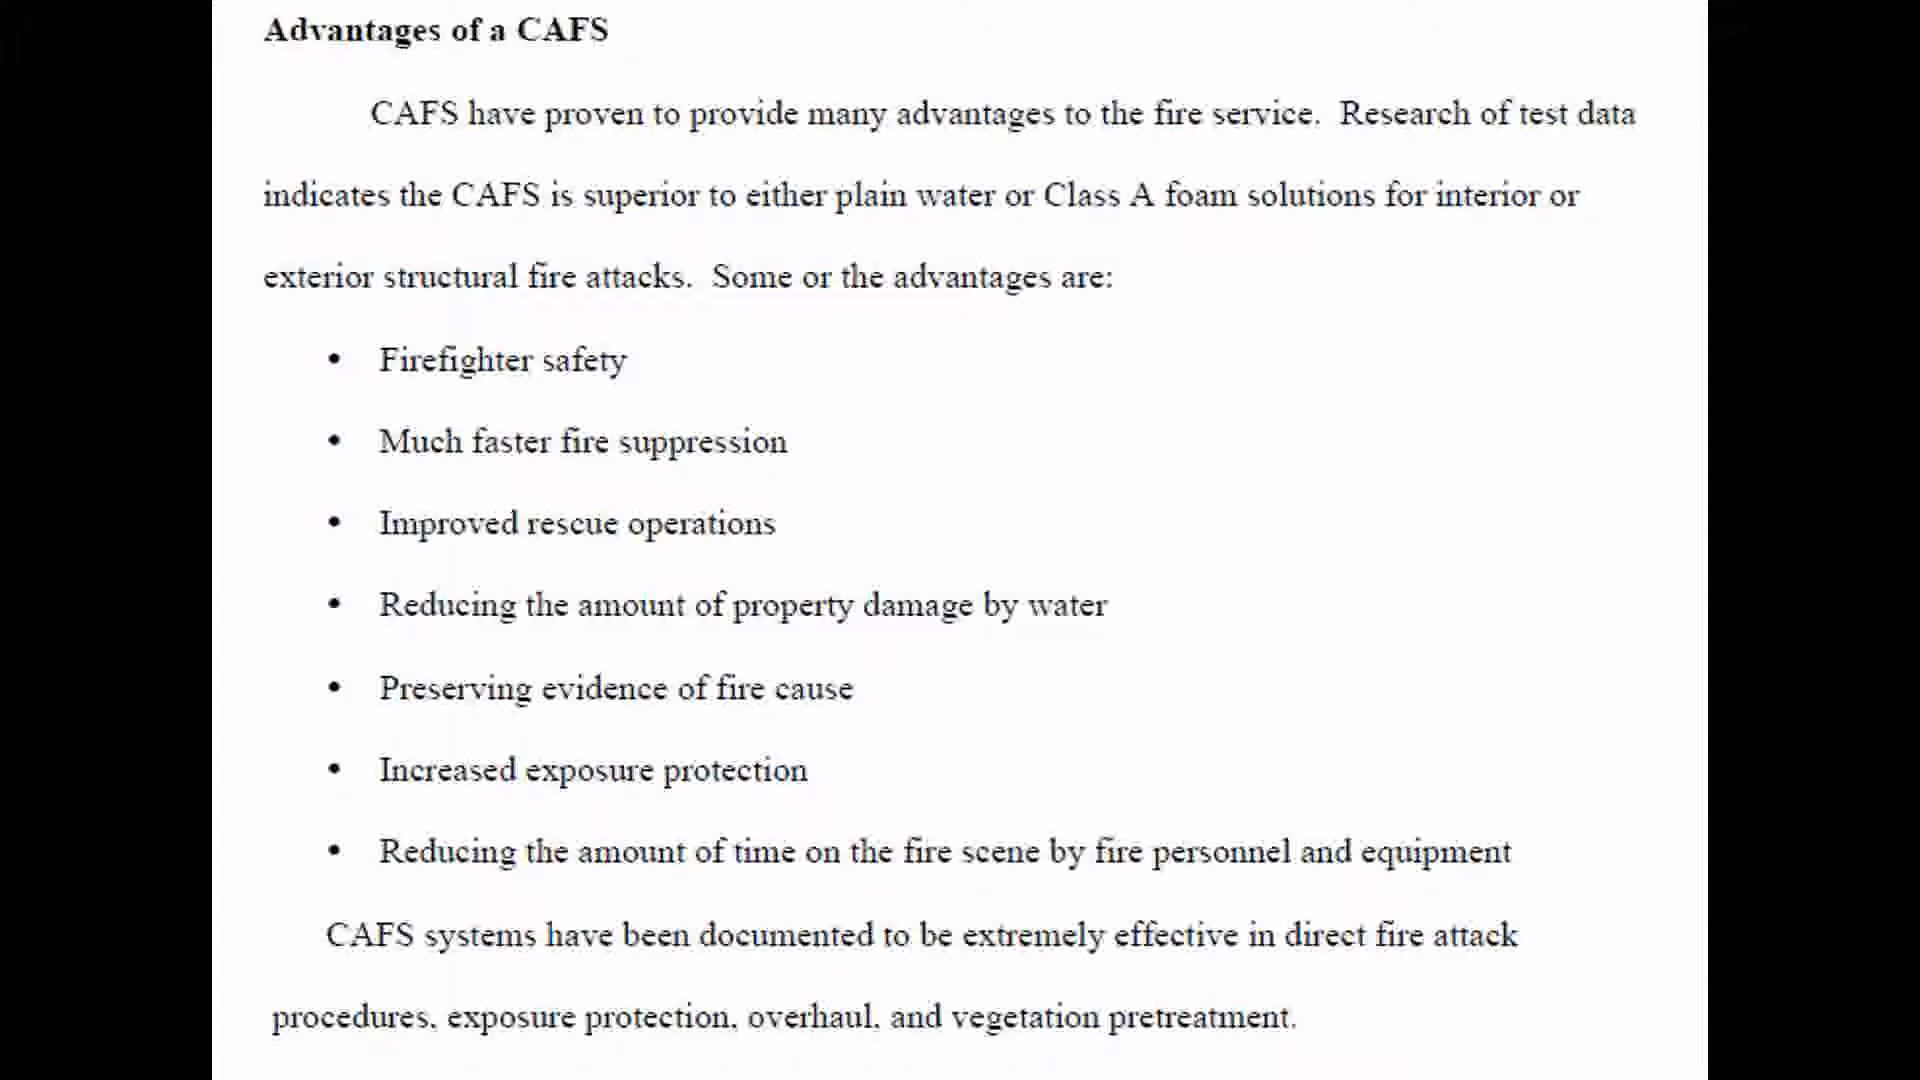 Advantages of a CAFS
CAFS have proven to provide many advantages to the fire service.  Research of test data
indicates the CAFS is superior to either plain water or Class A foam solutions for interior or
exterior structural fire attacks.  Some or the advantages are:
• Firefighter safety
• Much faster fire suppression
• Improved rescue operations
• Reducing the amount of property damage by water
• Preserving evidence of fire cause
• Increased exposure protection
• Reducing the amount of time on the fire scene by fire personnel and equipment
CAFS systems have been documented to be extremely effective in direct fire attack
procedures, exposure protection, overhaul, and vegetation pretreatment.